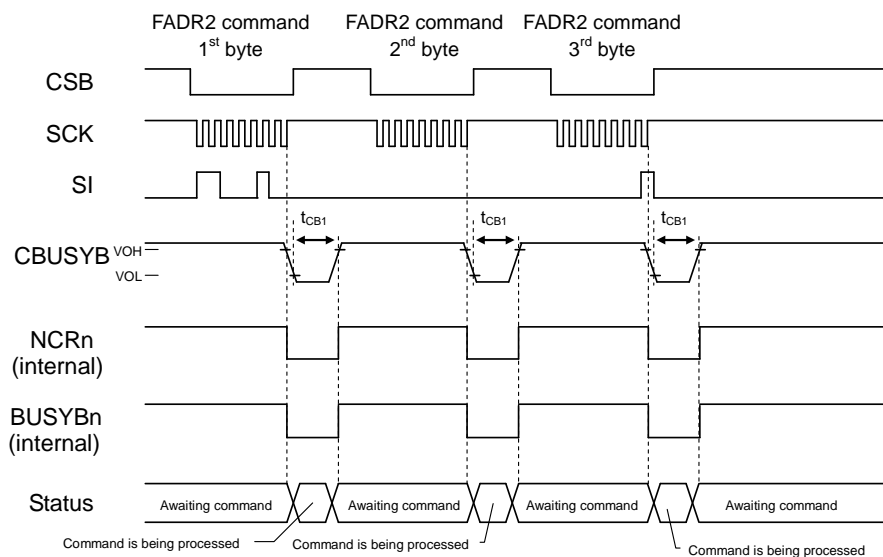 FADR2 command
1st byte
FADR2 command
2nd byte
FADR2 command
3rd byte
CSB
SCK
SI
tCB1
tCB1
tCB1
CBUSYB
VOH
VOL
NCRn
(internal)
BUSYBn
(internal)
Status
Awaiting command
Awaiting command
Awaiting command
Awaiting command
Command is being processed
Command is being processed
Command is being processed